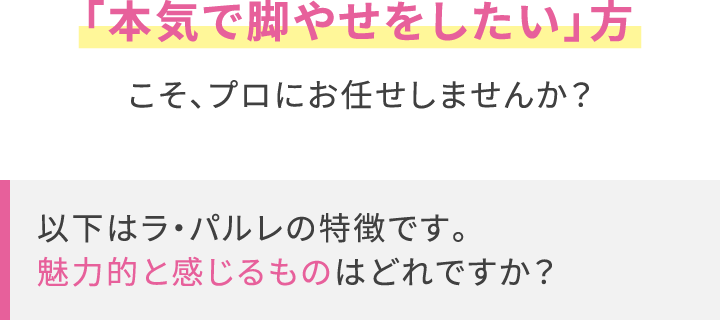 「本気で脚やせをしたい」方
こそ、プロにお任せしませんか？
以下はラ・パルレの特徴です。
魅力的と感じるものはどれですか？